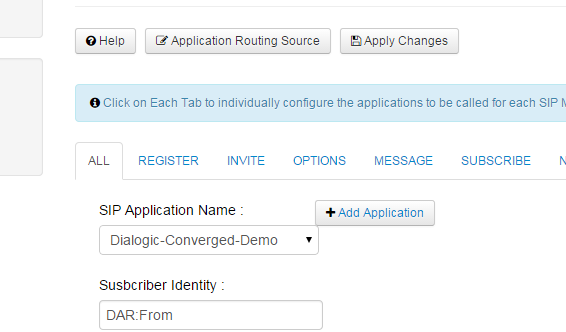 Help Application Routing Source Apply Changes
Click on Each Tab to individually configure the applications to be called for each SIP
ALL REGISTER INVITE OPTIONS MESSAGE SUBSCRIBE
SIP Application Name : Add Application
Dialogic-Converged-Demo
Susbcriber Identity :
DAR:From